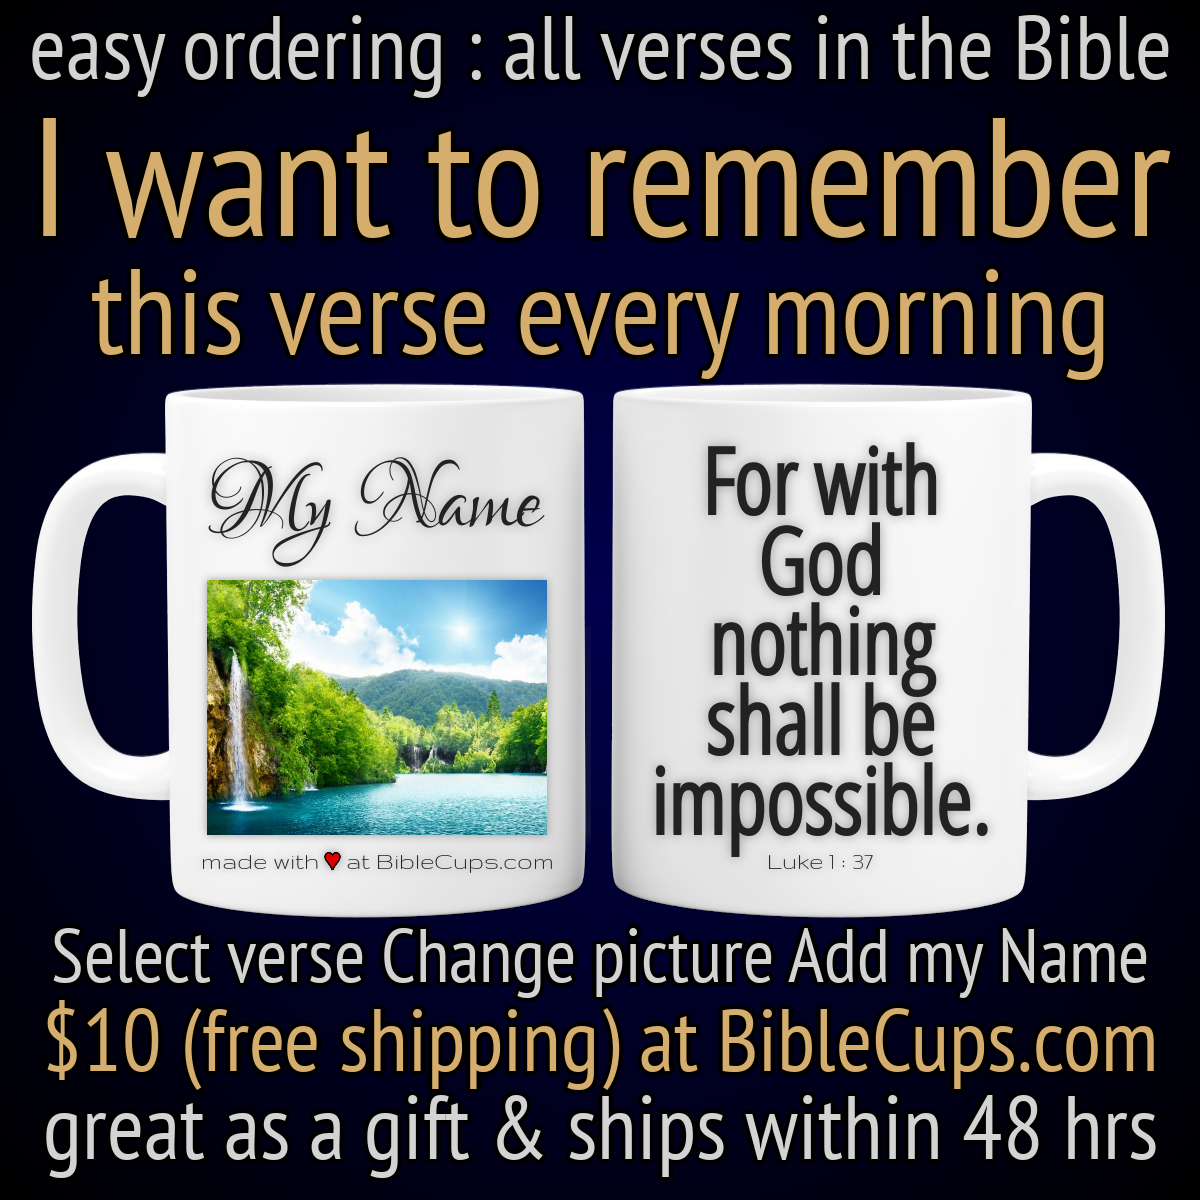 easy ordering : all verses in the Bible
I want to remember
this verse every morning
My Name
made with ♥ at BibleCups.com
For with
God
nothing
shall be
impossible.
Luke 1 : 37
Select verse Change picture Add my Name
$10 (free shipping) at BibleCups.com
great as a gift & ships within 48 hrs